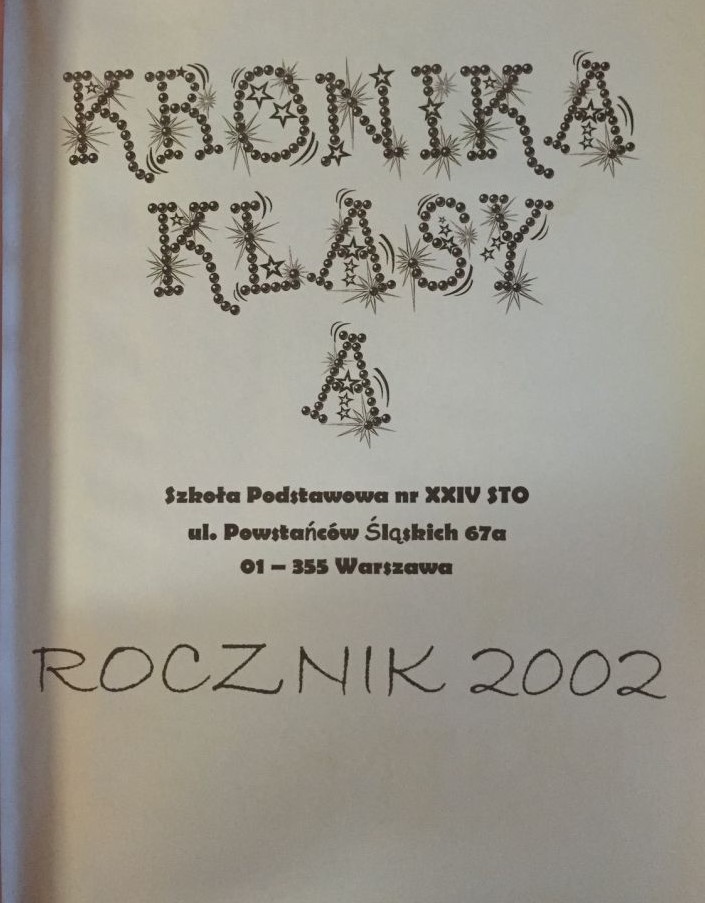 KRONIKA
KLASY
A
Szkoła Podstawowa nr XXIV STO
ul. Powstańców Śląskich 67a
01 – 355 Warszawa
ROCZNIK 2002